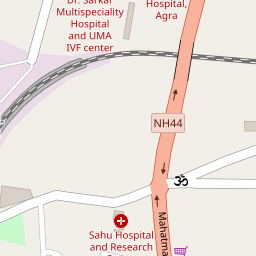 Dr. Sarkar
Multispeciality
Hospital
and UMA
IVF center
Hospital,
Agra
NH44
ॐ
Sahu Hospital
and Research
Mahatma